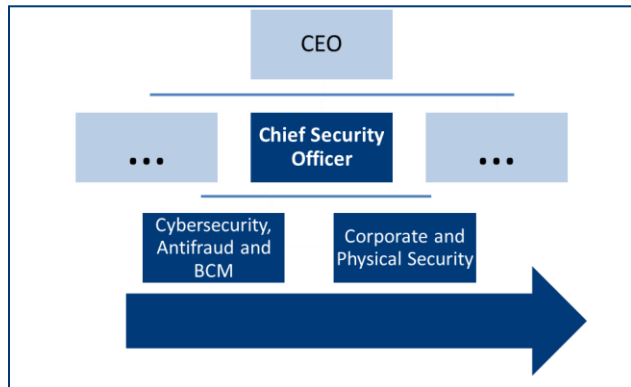 CEO
...
Chief Security
Officer
...
Cybersecurity,
Antifraud and
BCM
Corporate and
Physical Security